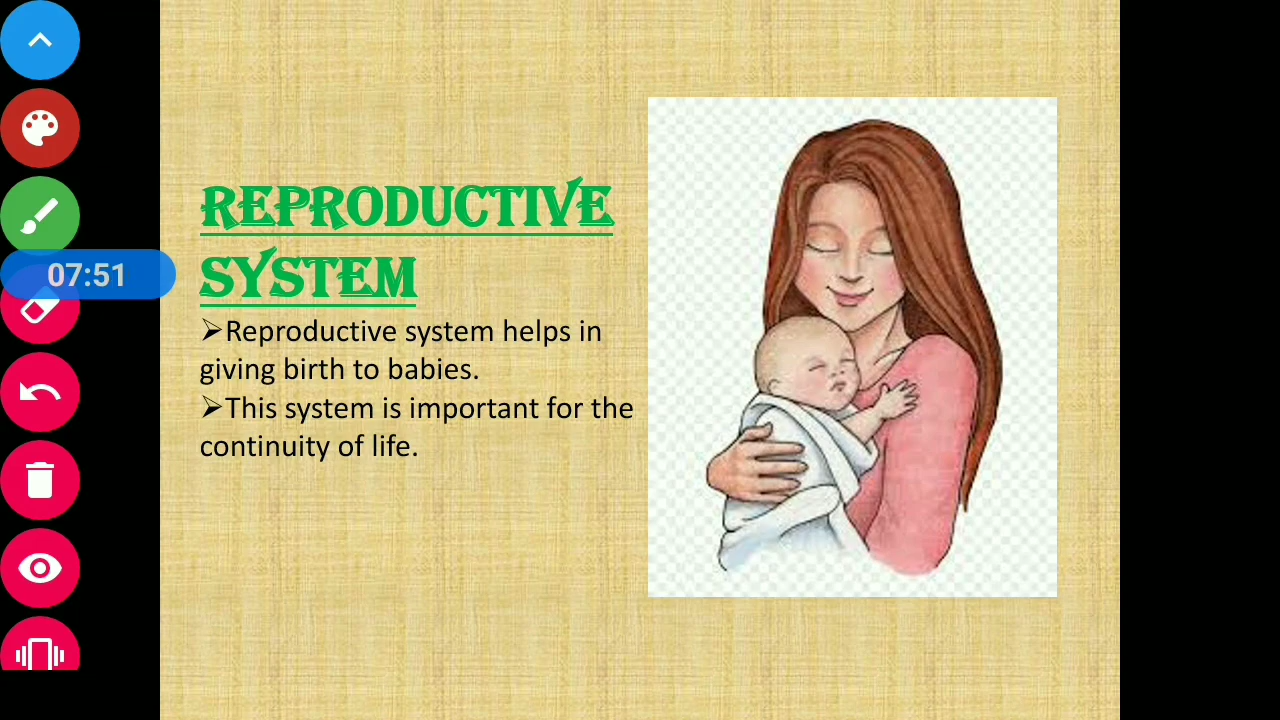 07:51
REPRODUCTIVE
SYSTEM
➢Reproductive system helps in
giving birth to babies.
➢This system is important for the
continuity of life.